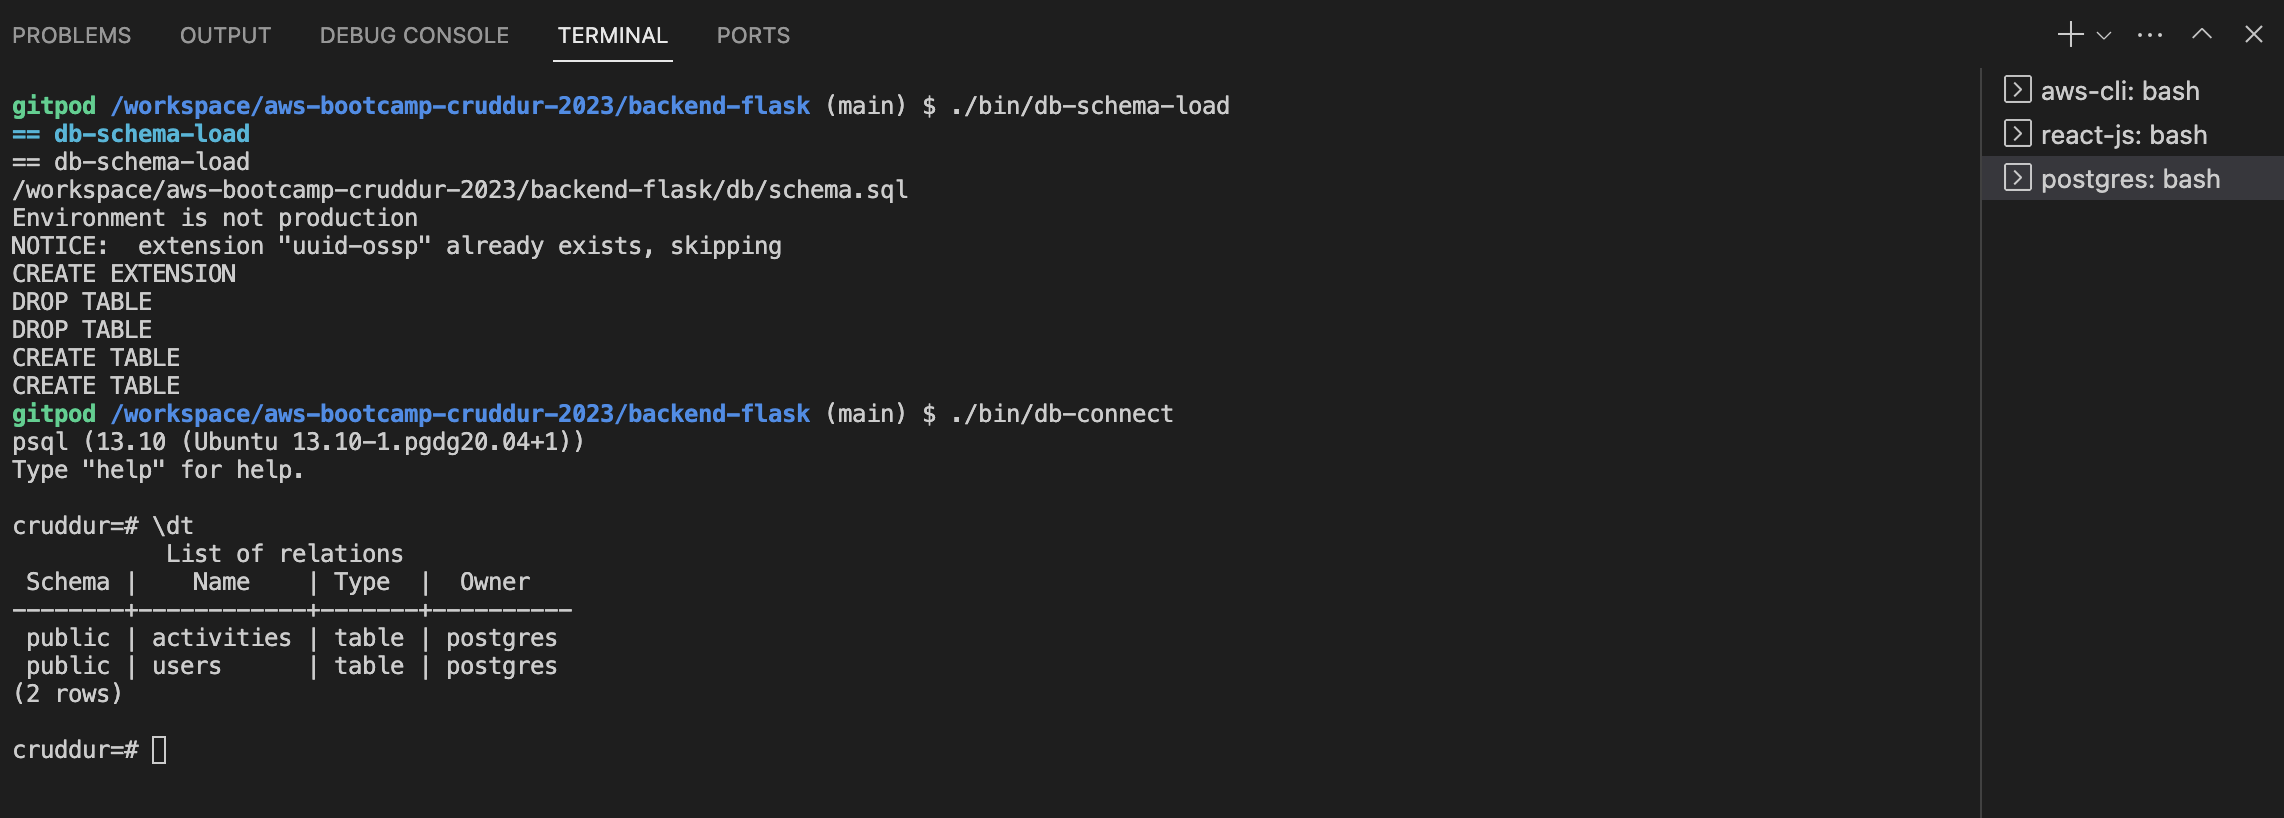 PROBLEMS OUTPUT DEBUG CONSOLE TERMINAL PORTS
gitpod /workspace/aws-bootcamp-cruddur-2023/backend-flask (main) $ ./bin/db-schema-load
== db-schema-load
== db-schema-load
/workspace/aws-bootcamp-cruddur-2023/backend-flask/db/schema.sql
Environment is not production
NOTICE:  extension "uuid-ossp" already exists, skipping
CREATE EXTENSION
DROP TABLE
DROP TABLE
CREATE TABLE
CREATE TABLE
gitpod /workspace/aws-bootcamp-cruddur-2023/backend-flask (main) $ ./bin/db-connect
psql (13.10 (Ubuntu 13.10-1.pgdg20.04+1))
Type "help" for help.
cruddur=# \dt
List of relations
Schema |    Name    | Type  |  Owner
--------+------------+-------+----------
public | activities | table | postgres
public | users      | table | postgres
(2 rows)
cruddur=#
aws-cli: bash
react-js: bash
postgres: bash